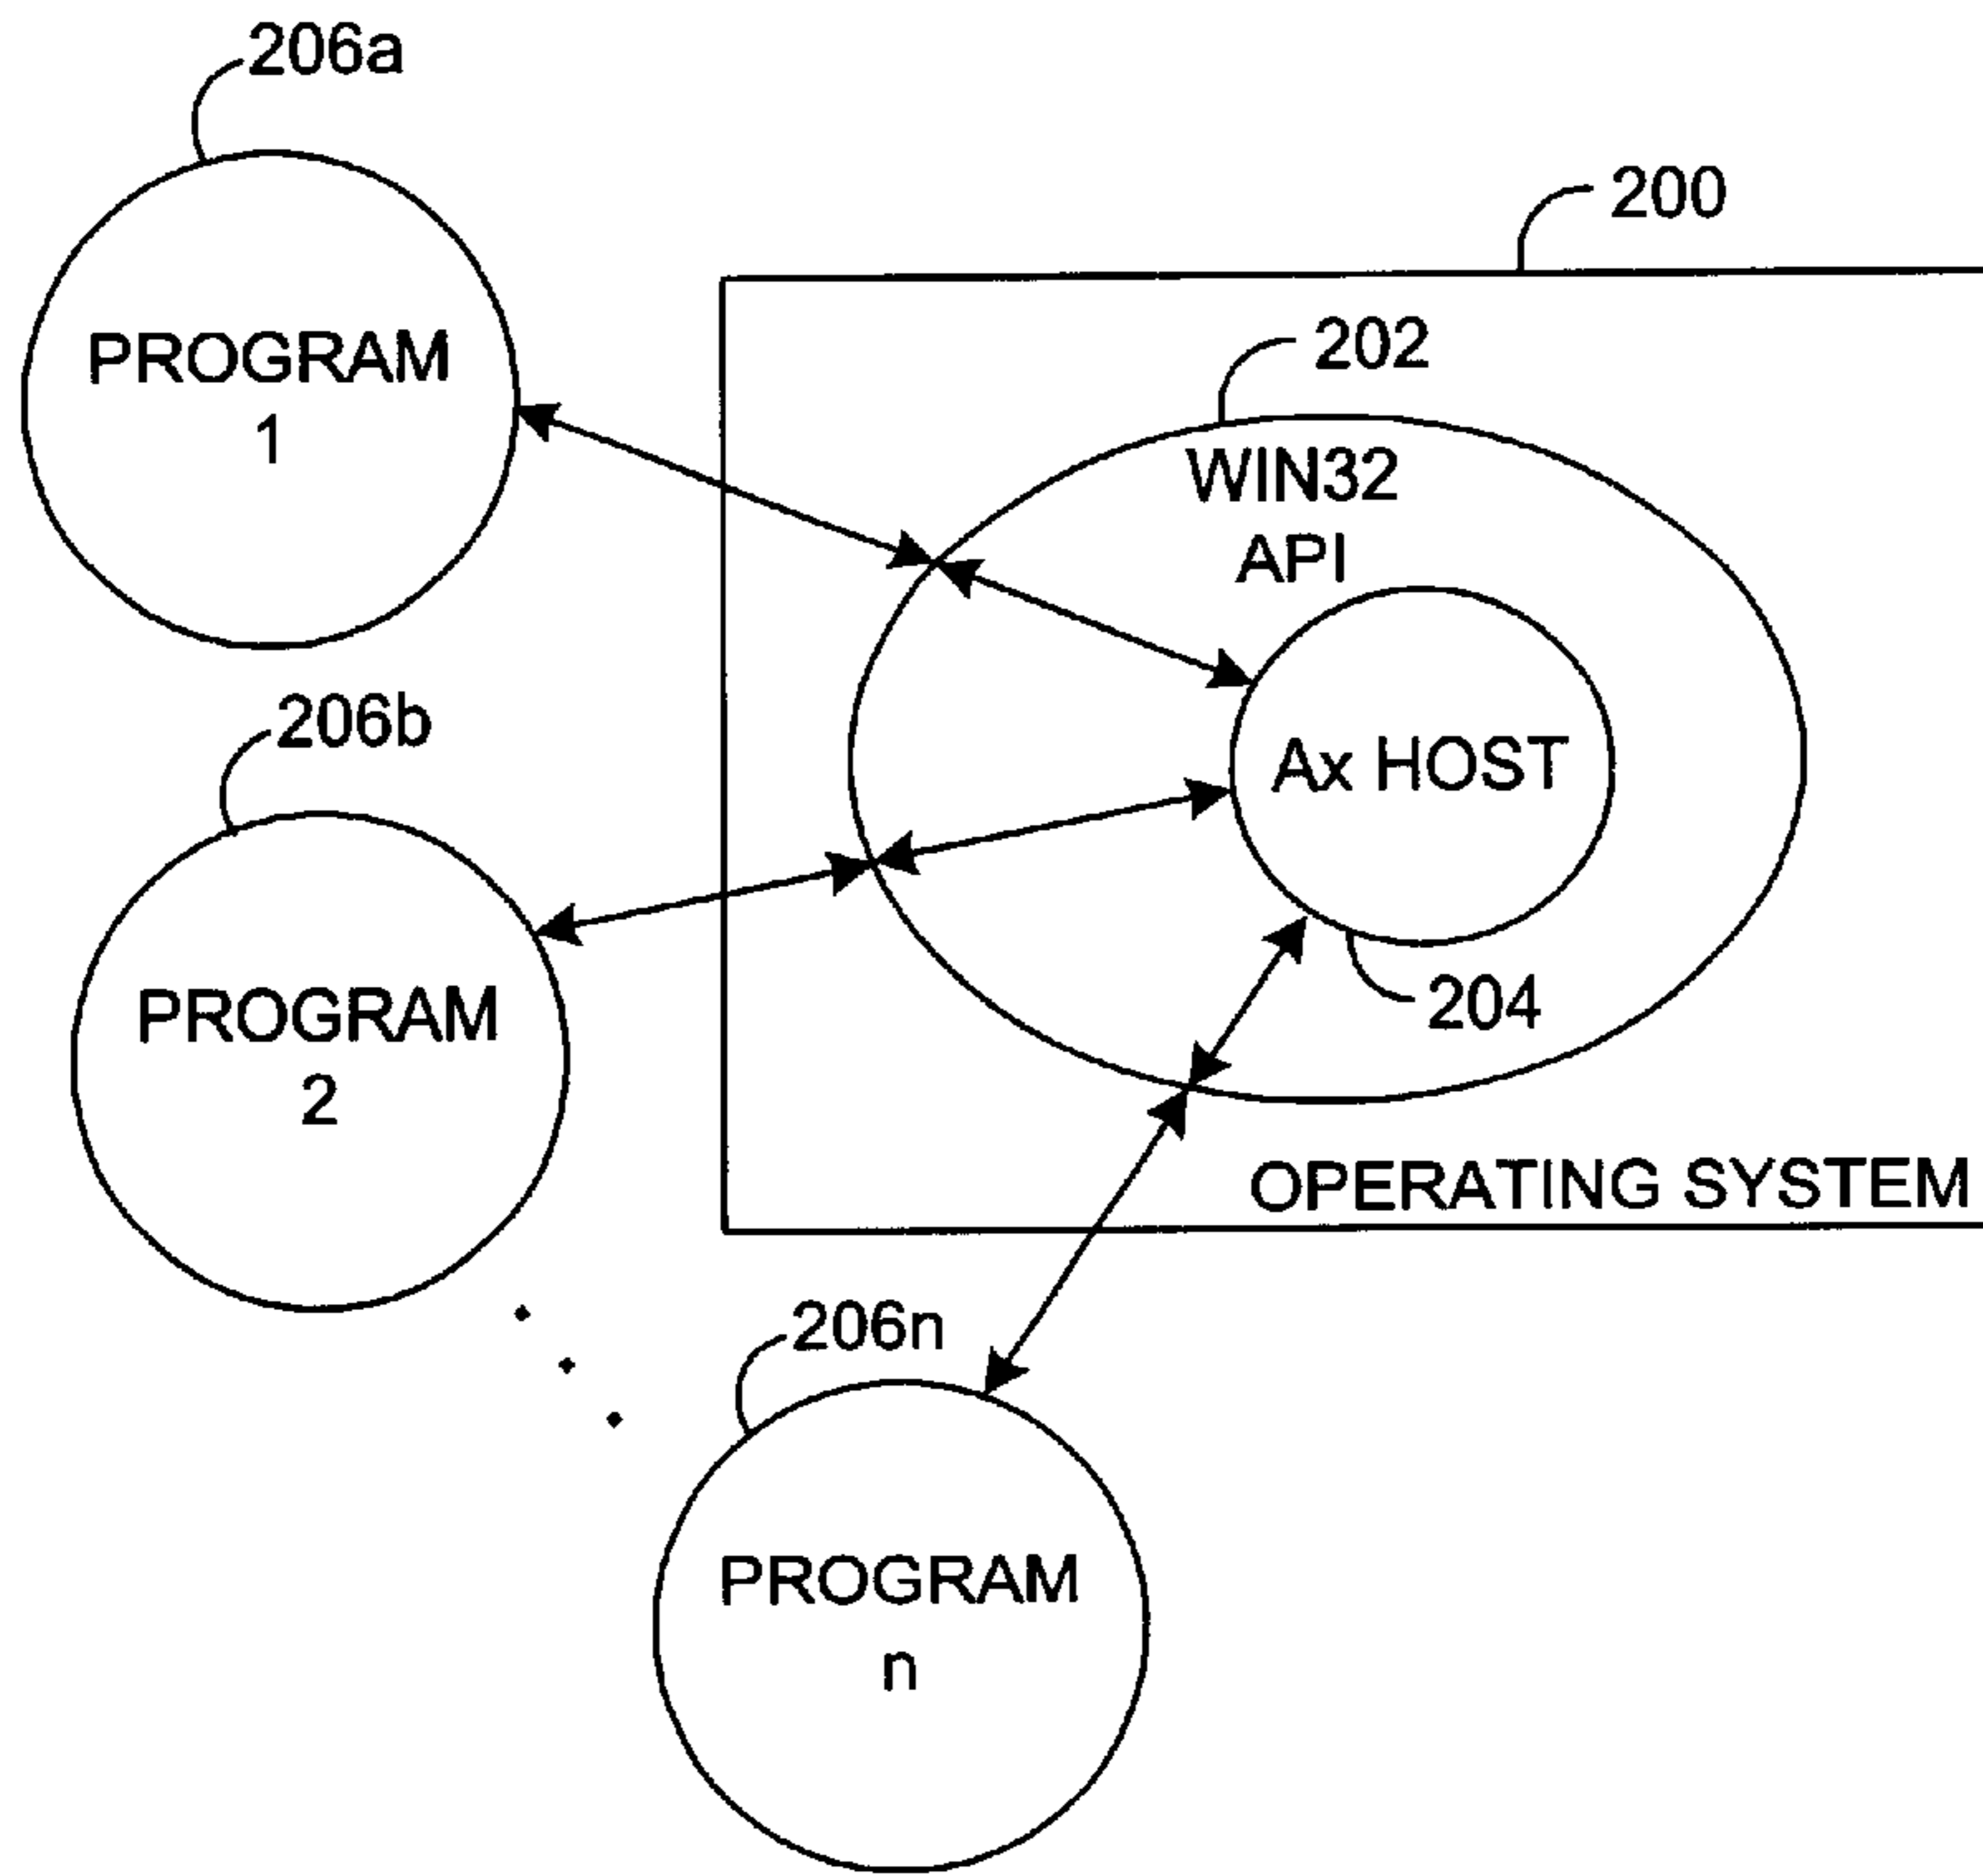 206a
200
PROGRAM
1
202
WIN32
API
206b
Ax HOST
204
PROGRAM
2
OPERATING SYSTEM
206n
PROGRAM
n